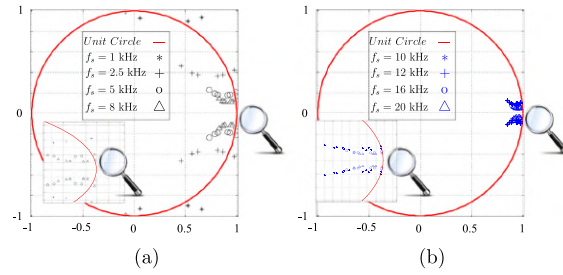 1
Unit Circle
f_s = 1 kHz *
f_s = 2.5 kHz +
f_s = 5 kHz o
f_s = 8 kHz △
0
-1
-1 -0.5 0 0.5 1
(a)
1
Unit Circle
f_s = 10 kHz *
f_s = 12 kHz +
f_s = 16 kHz o
f_s = 20 kHz △
0
-1
-1 -0.5 0 0.5 1
(b)